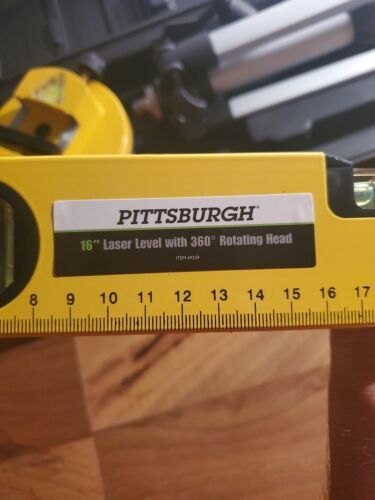 PITTSBURGH®
16" Laser Level with 360° Rotating Head
8 9 10 11 12 13 14 15 16 17